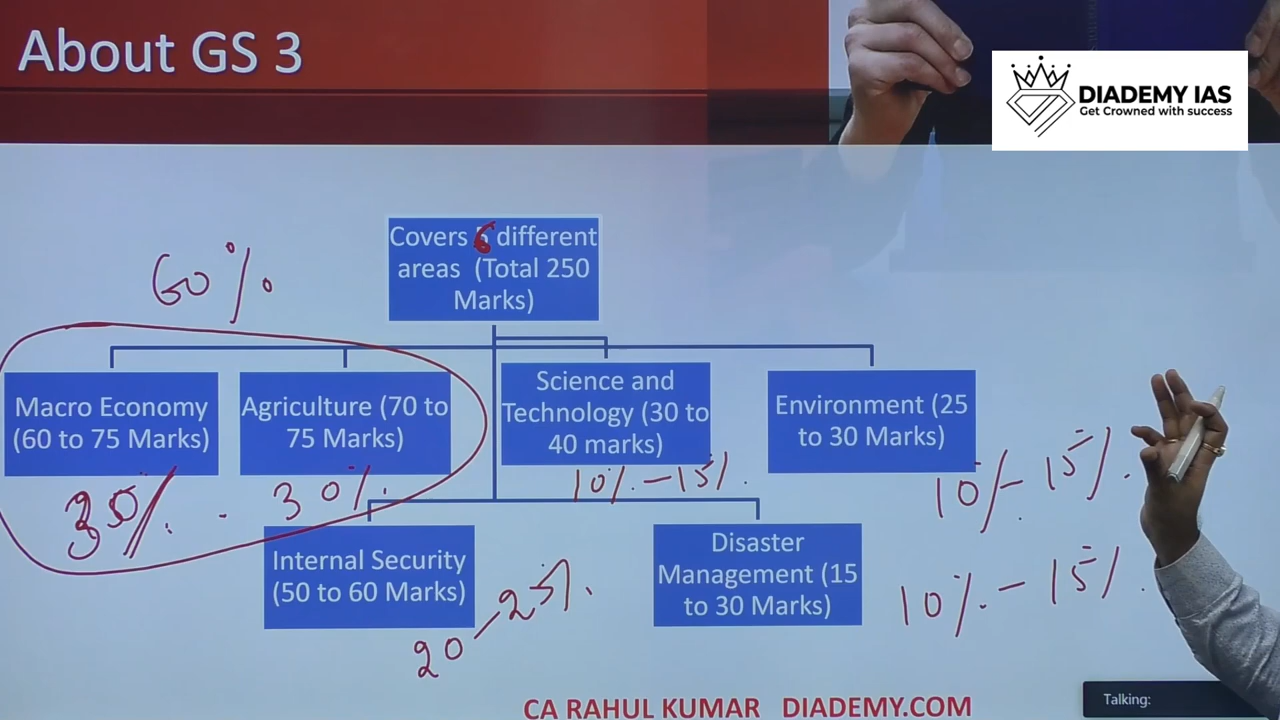 About GS 3
DIADEMY IAS
Get Crowned with success
60%
Covers 6 different
areas (Total 250
Marks)
Macro Economy
(60 to 75 Marks)
Agriculture (70 to
75 Marks)
Science and
Technology (30 to
40 marks)
Environment (25
to 30 Marks)
30% - 30%.
10%.-15%.
10%-15%.
Internal Security
(50 to 60 Marks)
Disaster
Management (15
to 30 Marks)
20-25%.
10%.-15%.
CA RAHUL KUMAR DIADEMY.COM
Talking: